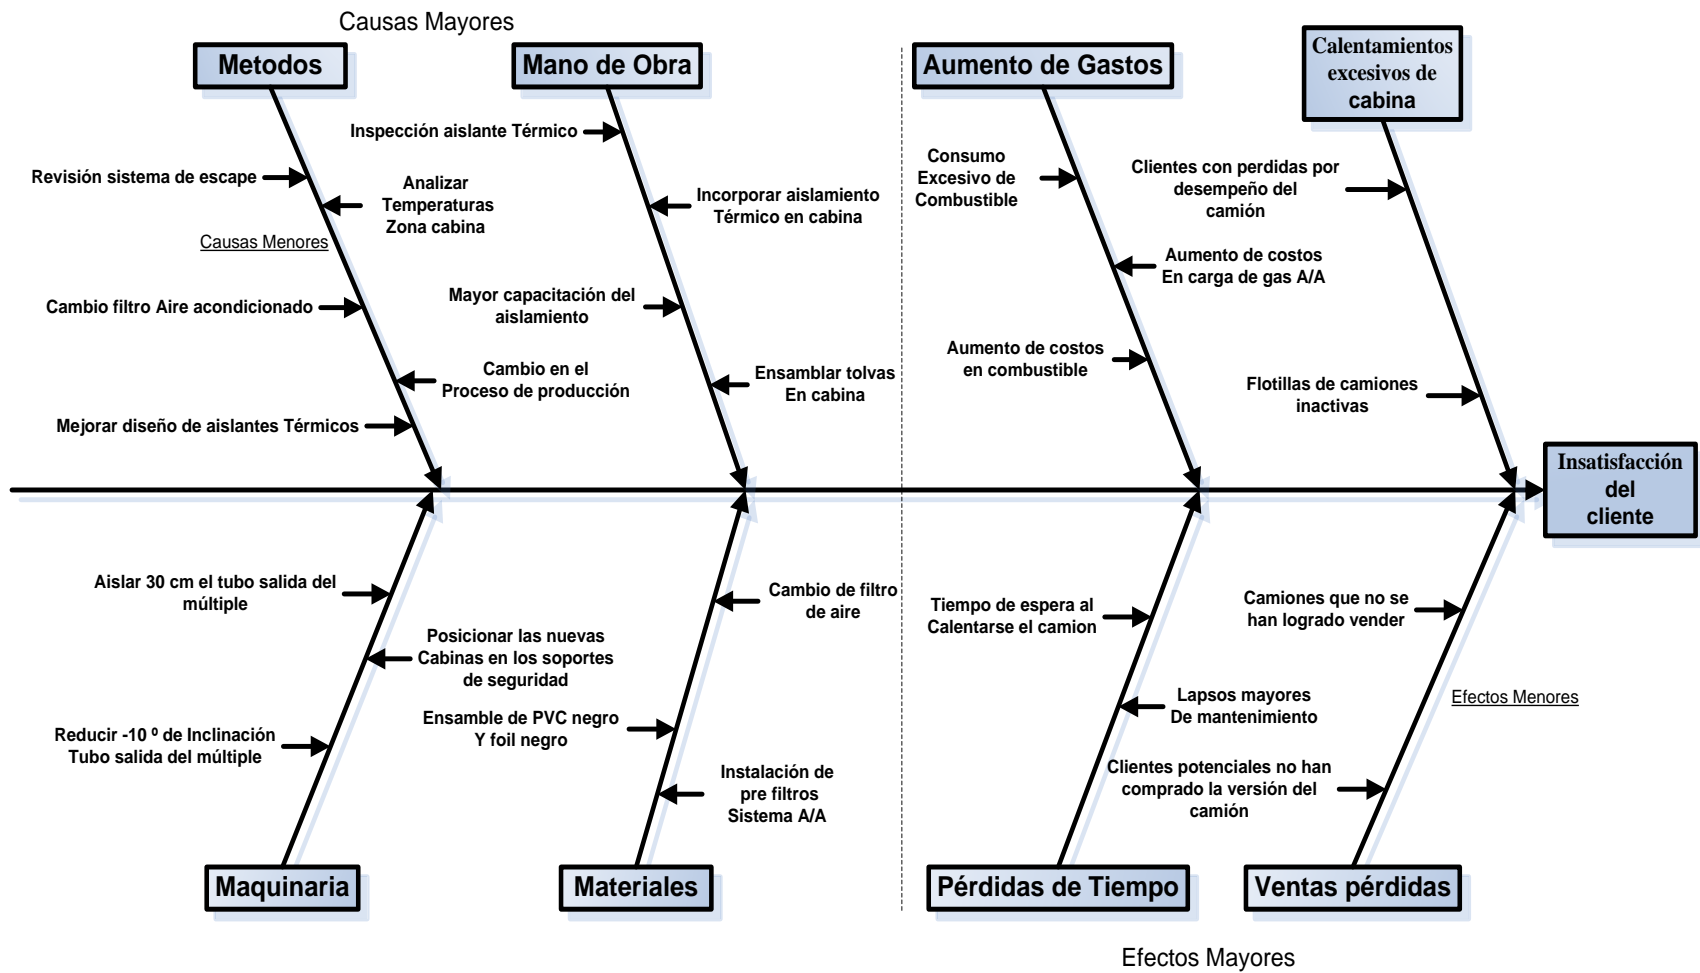 Causas Mayores
Metodos
Mano de Obra
Aumento de Gastos
Calentamientos
excesivos de
cabina
Inspección aislante Térmico
Revisión sistema de escape
Analizar
Temperaturas
Zona cabina
Causas Menores
Incorporar aislamiento
Térmico en cabina
Cambio filtro Aire acondicionado
Mayor capacitación del
aislamiento
Cambio en el
Proceso de producción
Ensamblar tolvas
En cabina
Mejorar diseño de aislantes Térmicos
Consumo
Excesivo de
Combustible
Clientes con perdidas por
desempeño del
camión
Aumento de costos
En carga de gas A/A
Aumento de costos
en combustible
Flotillas de camiones
inactivas
Insatisfacción
del
cliente
Aislar 30 cm el tubo salida del
múltiple
Posicionar las nuevas
Cabinas en los soportes
de seguridad
Reducir -10 º de Inclinación
Tubo salida del múltiple
Cambio de filtro
de aire
Ensamble de PVC negro
Y foil negro
Instalación de
pre filtros
Sistema A/A
Tiempo de espera al
Calentarse el camion
Lapsos mayores
De mantenimiento
Camiones que no se
han logrado vender
Efectos Menores
Clientes potenciales no han
comprado la versión del
camión
Maquinaria
Materiales
Pérdidas de Tiempo
Ventas pérdidas
Efectos Mayores